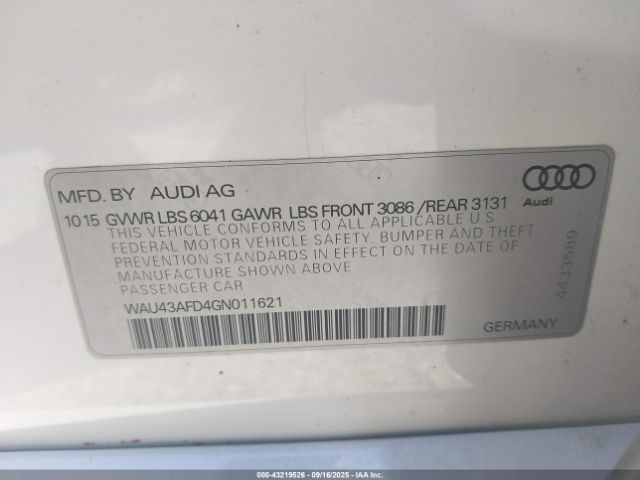 MFD. BY AUDI AG
Audi
10 15 GVWR LBS 6041 GAWR LBS FRONT 3086 /REAR 3131
THIS VEHICLE CONFORMS TO ALL APPLICABLE U.S.
FEDERAL MOTOR VEHICLE SAFETY. BUMPER AND THEFT
PREVENTION STANDARDS IN EFFECT ON THE DATE OF
MANUFACTURE SHOWN ABOVE
PASSENGER CAR
WAU43AFD4GN011621
4433589
GERMANY
000-43219526 - 09/16/2025 - IAA Inc.